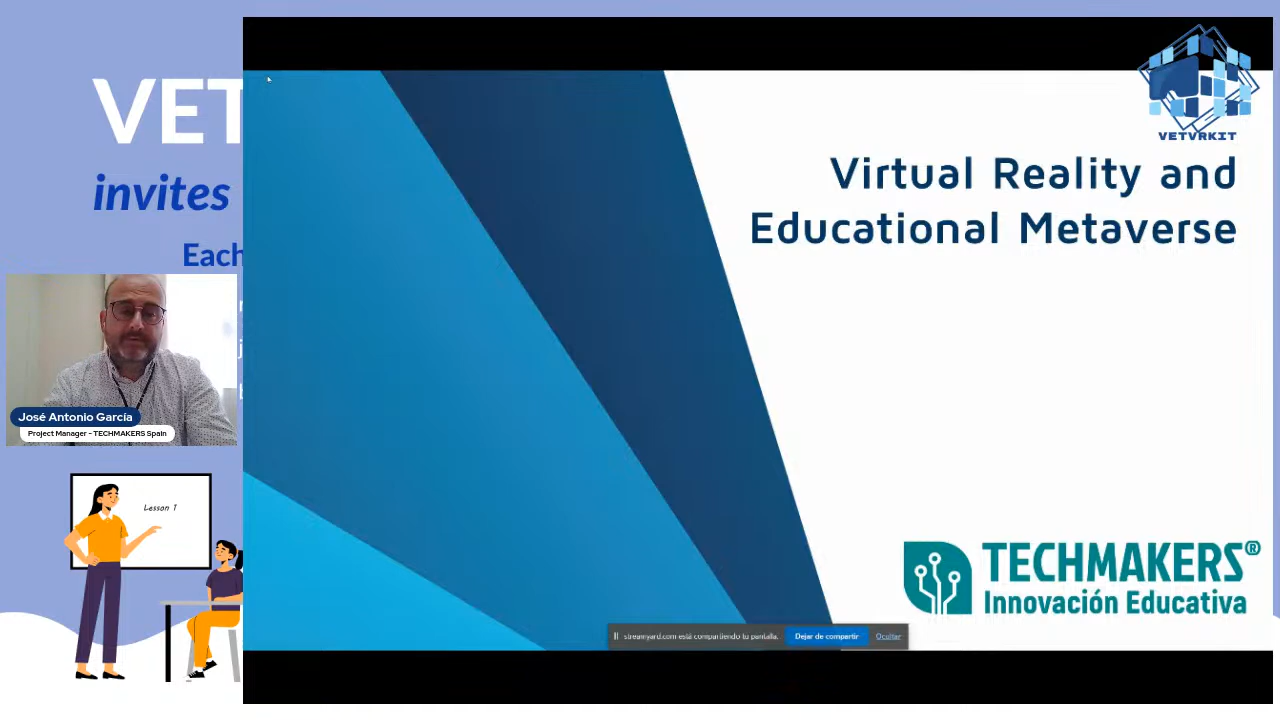 VET
invites
Each
José Antonio García
Project Manager - TECHMAKERS Spain
Lesson 1
VETVRKIT
Virtual Reality and
Educational Metaverse
TECHMAKERS®
Innovación Educativa
streamyard.com está compartiendo tu pantalla.
Dejar de compartir
Ocultar